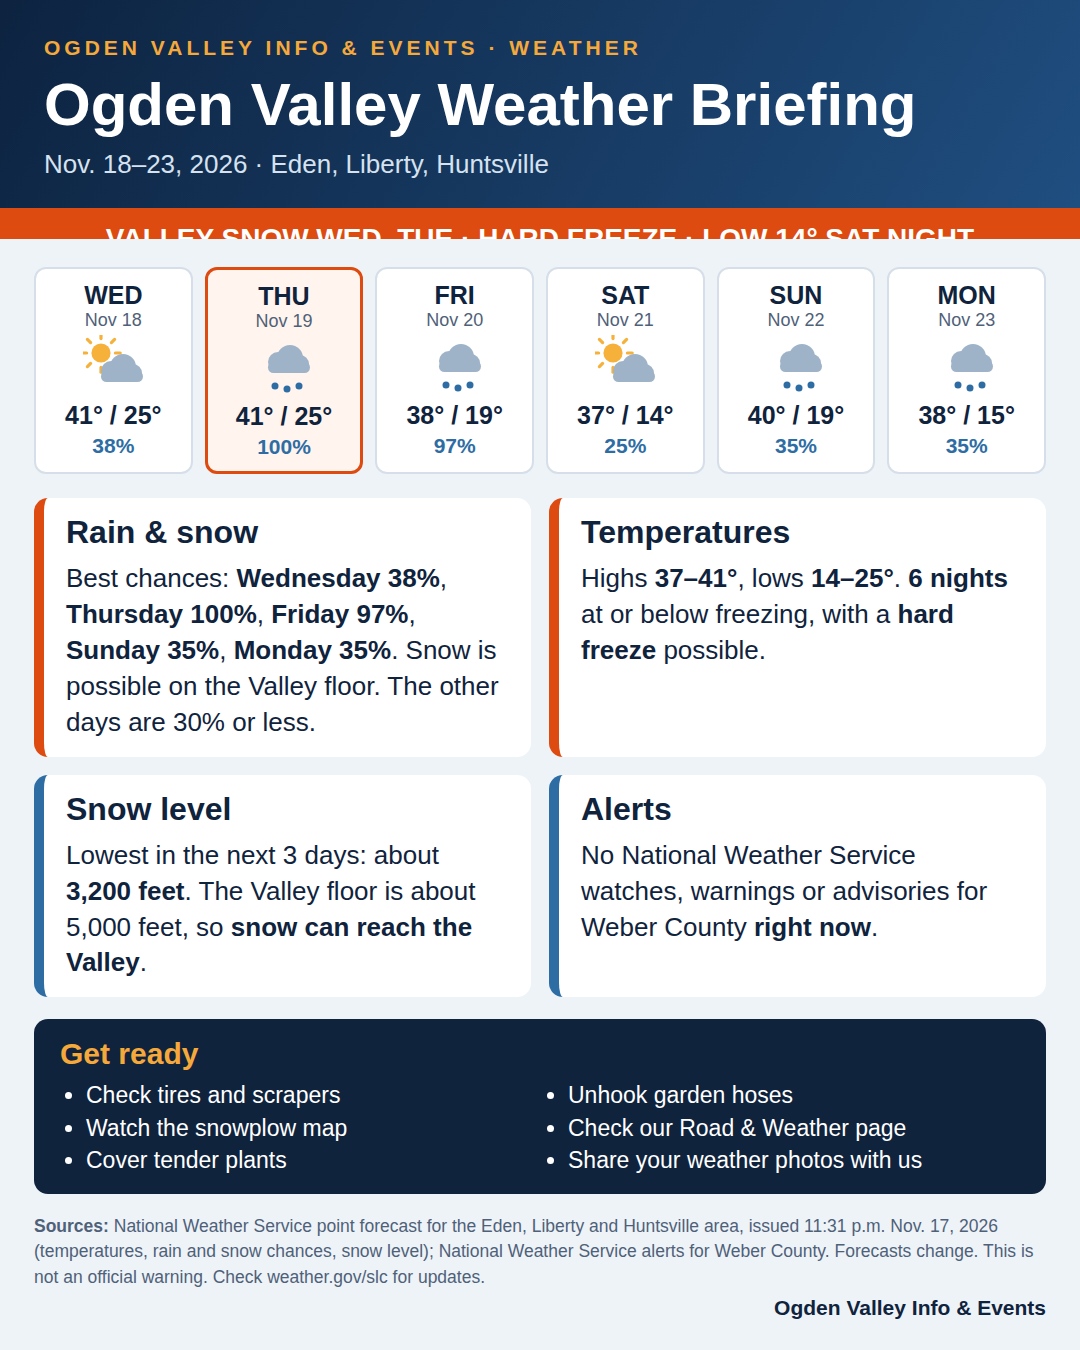 OGDEN VALLEY INFO & EVENTS · WEATHER
Ogden Valley Weather Briefing
Nov. 18–23, 2026 · Eden, Liberty, Huntsville
VALLEY SNOW WED, TUE · HARD FREEZE · LOW 14° SAT NIGHT
WED
Nov 18
41° / 25°
38%
THU
Nov 19
41° / 25°
100%
FRI
Nov 20
38° / 19°
97%
SAT
Nov 21
37° / 14°
25%
SUN
Nov 22
40° / 19°
35%
MON
Nov 23
38° / 15°
35%
Rain & snow
Best chances: Wednesday 38%,
Thursday 100%, Friday 97%,
Sunday 35%, Monday 35%. Snow is
possible on the Valley floor. The other
days are 30% or less.
Temperatures
Highs 37–41°, lows 14–25°. 6 nights
at or below freezing, with a hard
freeze possible.
Snow level
Lowest in the next 3 days: about
3,200 feet. The Valley floor is about
5,000 feet, so snow can reach the
Valley.
Alerts
No National Weather Service
watches, warnings or advisories for
Weber County right now.
Get ready
• Check tires and scrapers
• Watch the snowplow map
• Cover tender plants
• Unhook garden hoses
• Check our Road & Weather page
• Share your weather photos with us
Sources: National Weather Service point forecast for the Eden, Liberty and Huntsville area, issued 11:31 p.m. Nov. 17, 2026
(temperatures, rain and snow chances, snow level); National Weather Service alerts for Weber County. Forecasts change. This is
not an official warning. Check weather.gov/slc for updates.
Ogden Valley Info & Events